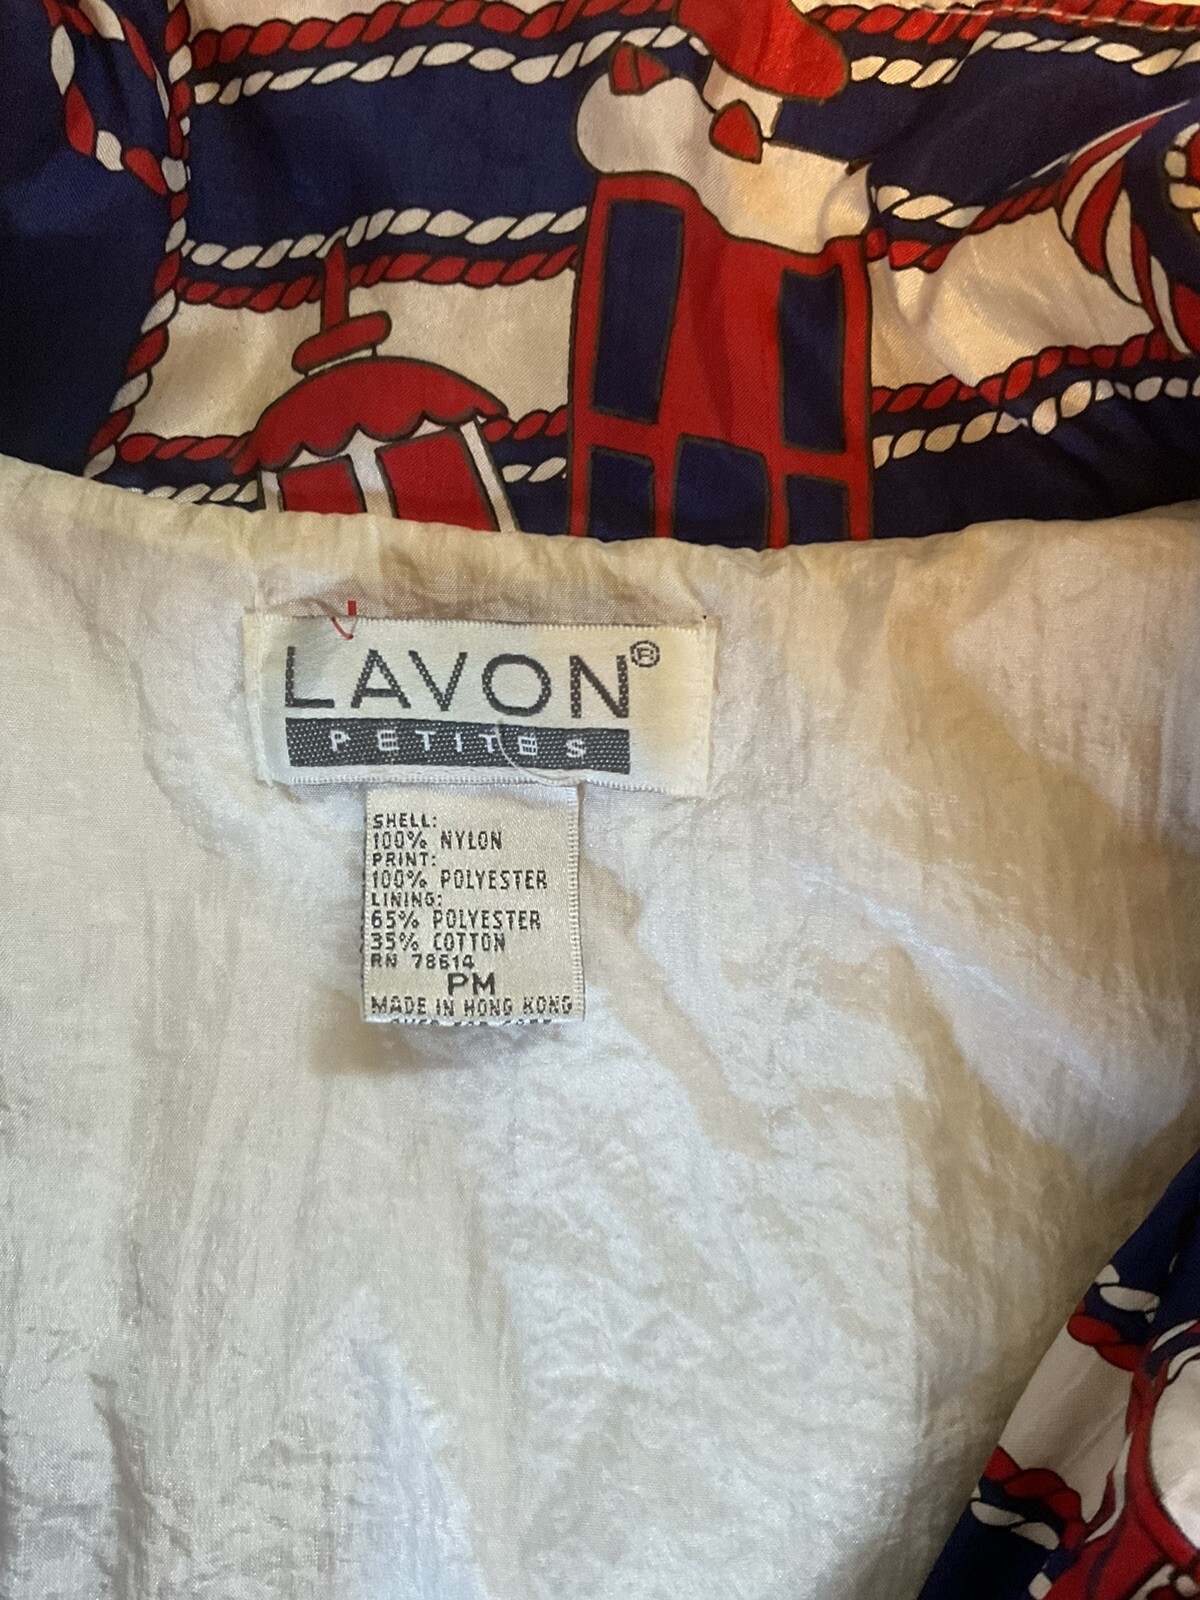 LAVON®
PETITES
SHELL:
100% NYLON
PRINT:
100% POLYESTER
LINING:
65% POLYESTER
35% COTTON
RN 78614
PM
MADE IN HONG KONG